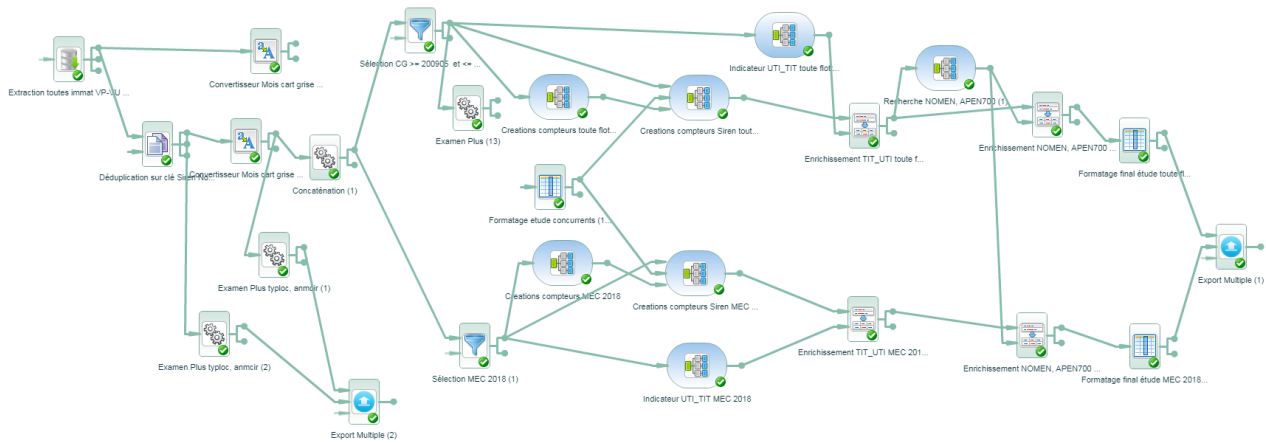 Extraction toutes immat VP-VU ...
Convertisseur Mois cart grise ...
Sélection CG >= 200905 et <= ...
Indicateur UTI_TIT toute flot...
Recherche NOMEN, APEN700 (1)
Déduplication sur clé Siren No...
Convertisseur Mois cart grise ...
Concaténation (1)
Examen Plus (13)
Creations compteurs toute flot...
Creations compteurs Siren tout...
Enrichissement TIT_UTI toute f...
Enrichissement NOMEN, APEN700 ...
Formatage final étude toute fl...
Formatage etude concurrents (1...
Examen Plus typloc, anmcir (1)
Creations compteurs MEC 2018
Creations compteurs Siren MEC ...
Export Multiple (1)
Examen Plus typloc, anmcir (2)
Sélection MEC 2018 (1)
Enrichissement TIT_UTI MEC 201...
Enrichissement NOMEN, APEN700 ...
Formatage final étude MEC 2018...
Indicateur UTI_TIT MEC 2018
Export Multiple (2)